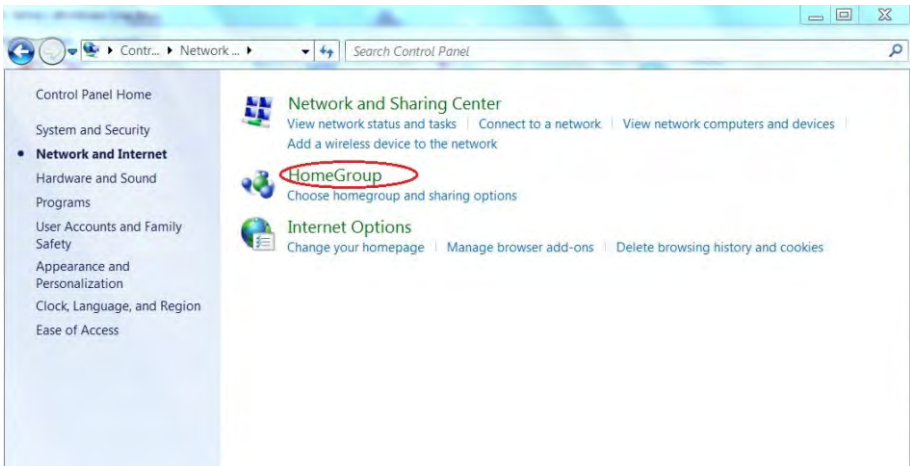 Contr... Network ...
Search Control Panel
Control Panel Home
System and Security
Network and Internet
Hardware and Sound
Programs
User Accounts and Family
Safety
Appearance and
Personalization
Clock, Language, and Region
Ease of Access
Network and Sharing Center
View network status and tasks
Connect to a network
View network computers and devices
Add a wireless device to the network
HomeGroup
Choose homegroup and sharing options
Internet Options
Change your homepage
Manage browser add-ons
Delete browsing history and cookies